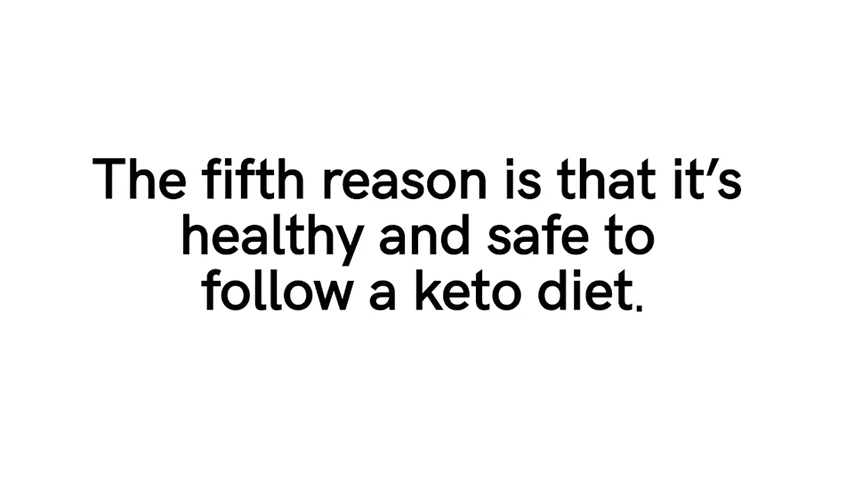 The fifth reason is that it’s
healthy and safe to
follow a keto diet.